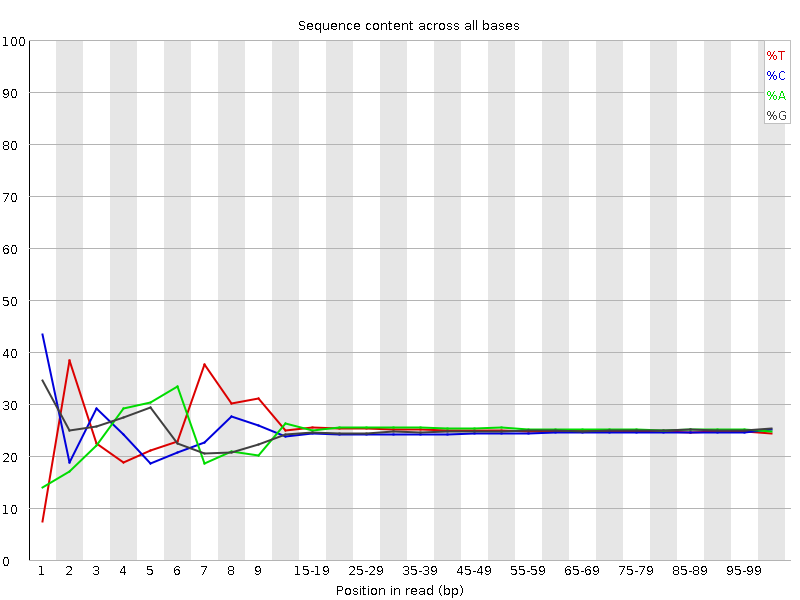 Sequence content across all bases
100
90
80
70
60
50
40
30
20
10
0
%T
%C
%A
%G
1 2 3 4 5 6 7 8 9 15-19 25-29 35-39 45-49 55-59 65-69 75-79 85-89 95-99
Position in read (bp)